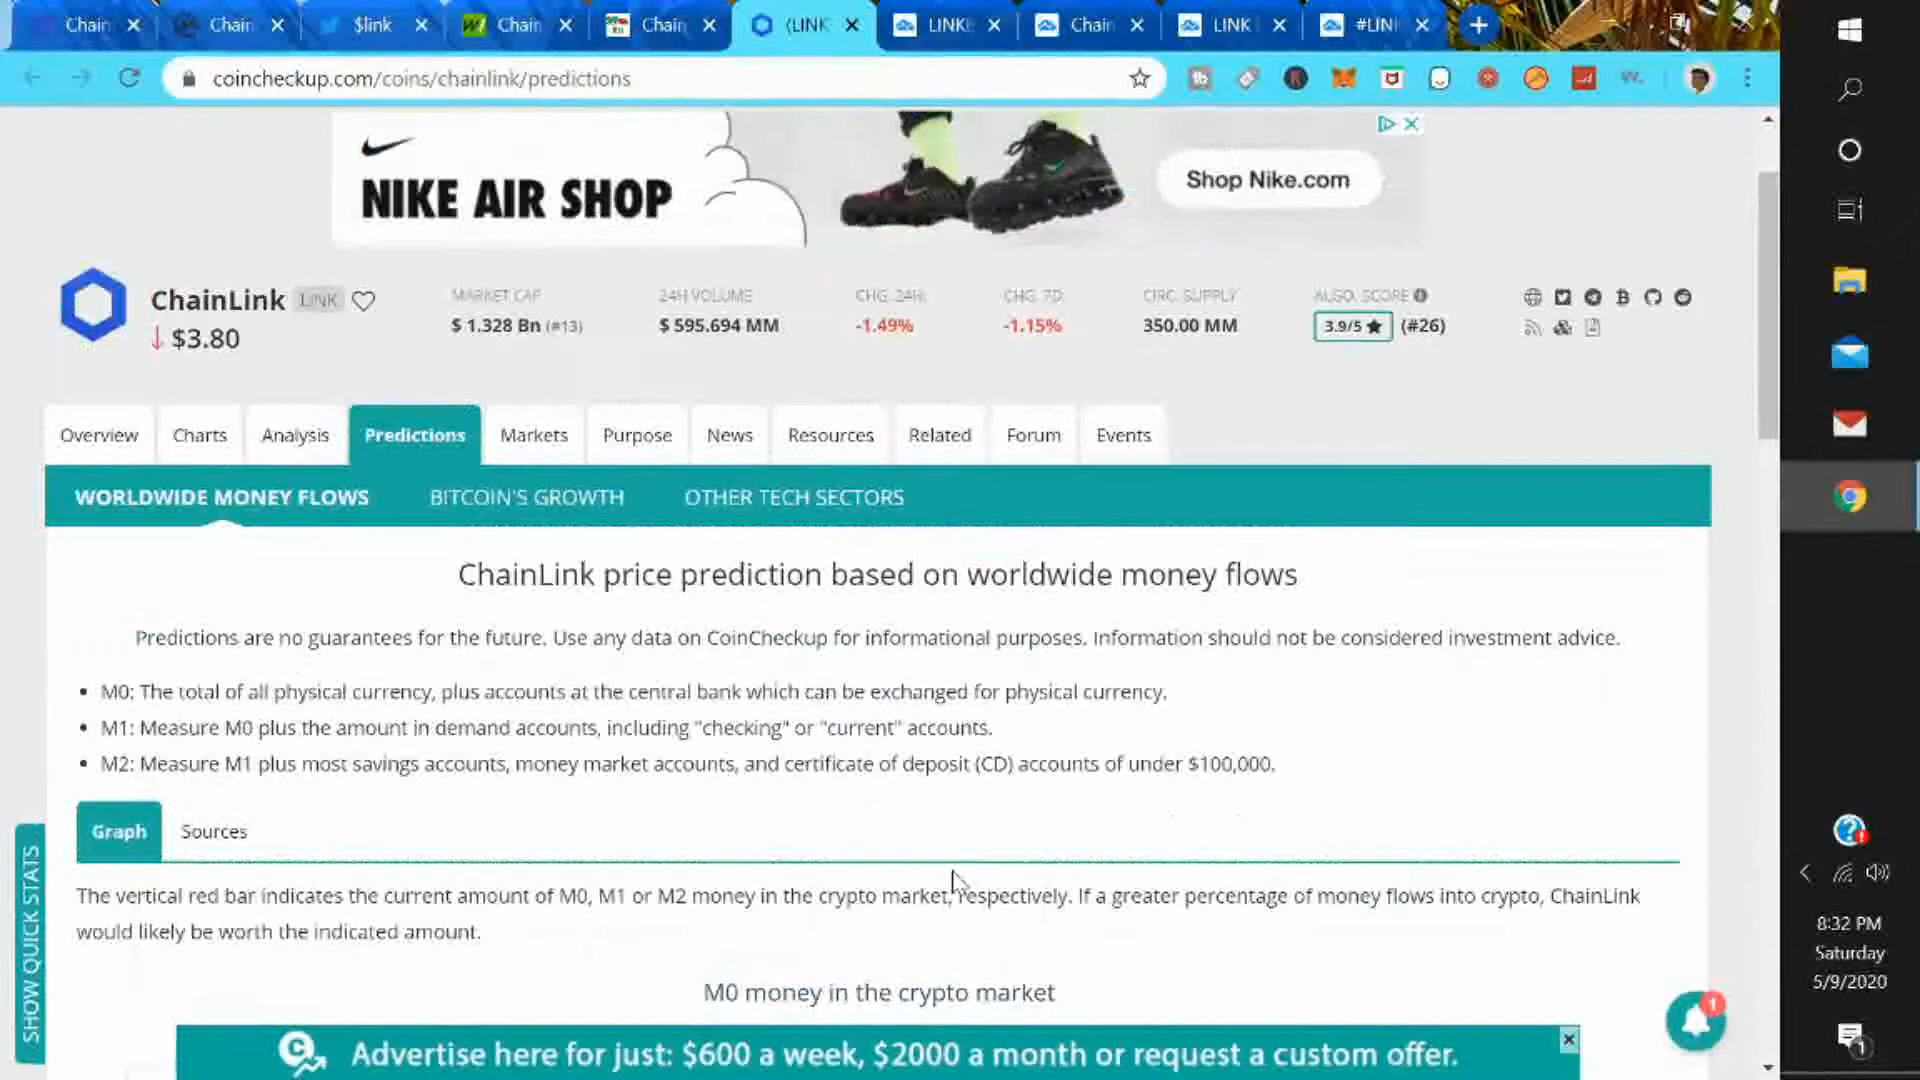 Chain
Chain
$link
Chain
Chain
(LINK
LINK
Chain
LINK
#LIN
coincheckup.com/coins/chainlink/predictions
NIKE AIR SHOP
Shop Nike.com
ChainLink LINK
$3.80
MARKET CAP
$ 1.328 Bn (#13)
24H VOLUME
$ 595.694 MM
CHG. 24H:
-1.49%
CHG. 7D:
-1.15%
CIRC. SUPPLY
350.00 MM
ALGO. SCORE
3.9/5 (#26)
Overview Charts Analysis Predictions Markets Purpose News Resources Related Forum Events
WORLDWIDE MONEY FLOWS BITCOIN'S GROWTH OTHER TECH SECTORS
ChainLink price prediction based on worldwide money flows
Predictions are no guarantees for the future. Use any data on CoinCheckup for informational purposes. Information should not be considered investment advice.
• M0: The total of all physical currency, plus accounts at the central bank which can be exchanged for physical currency.
• M1: Measure M0 plus the amount in demand accounts, including "checking" or "current" accounts.
• M2: Measure M1 plus most savings accounts, money market accounts, and certificate of deposit (CD) accounts of under $100,000.
Graph Sources
The vertical red bar indicates the current amount of M0, M1 or M2 money in the crypto market, respectively. If a greater percentage of money flows into crypto, ChainLink
would likely be worth the indicated amount.
M0 money in the crypto market
Advertise here for just: $600 a week, $2000 a month or request a custom offer.
SHOW QUICK STATS
1
8:32 PM
Saturday
5/9/2020
1